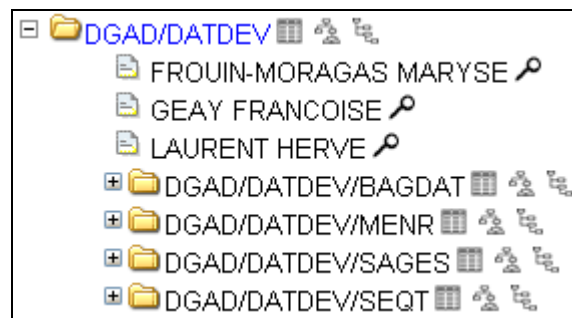 DGAD/DATDEV
FROUIN-MORAGAS MARYSE
GEAY FRANCOISE
LAURENT HERVE
DGAD/DATDEV/BAGDAT
DGAD/DATDEV/MENR
DGAD/DATDEV/SAGES
DGAD/DATDEV/SEQT